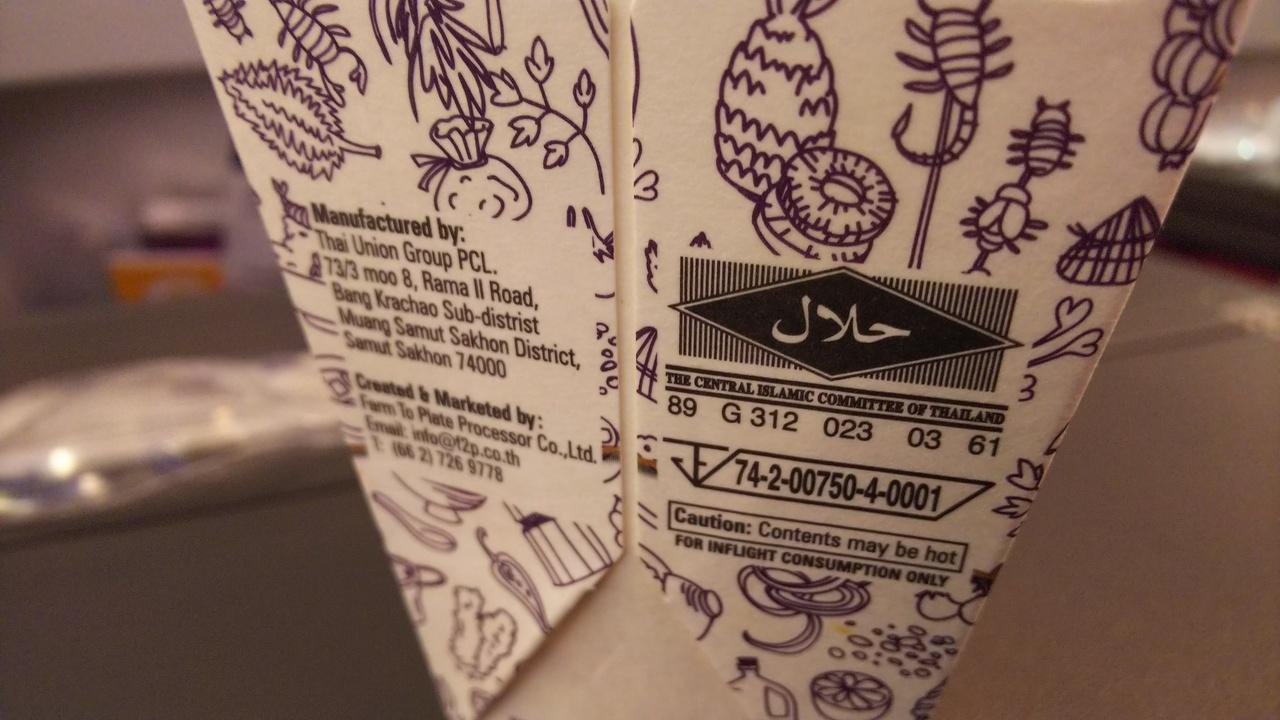 Manufactured by:
Thai Union Group PCL.
73/3 moo 8, Rama II Road,
Bang Krachao Sub-distrist
Muang Samut Sakhon District,
Samut Sakhon 74000
Created & Marketed by:
Farm To Plate Processor Co.,Ltd.
Email: info@f2p.co.th
T: (66 2) 726 9778
حلال
THE CENTRAL ISLAMIC COMMITTEE OF THAILAND
89 G 312 023 03 61
74-2-00750-4-0001
Caution: Contents may be hot
FOR INFLIGHT CONSUMPTION ONLY